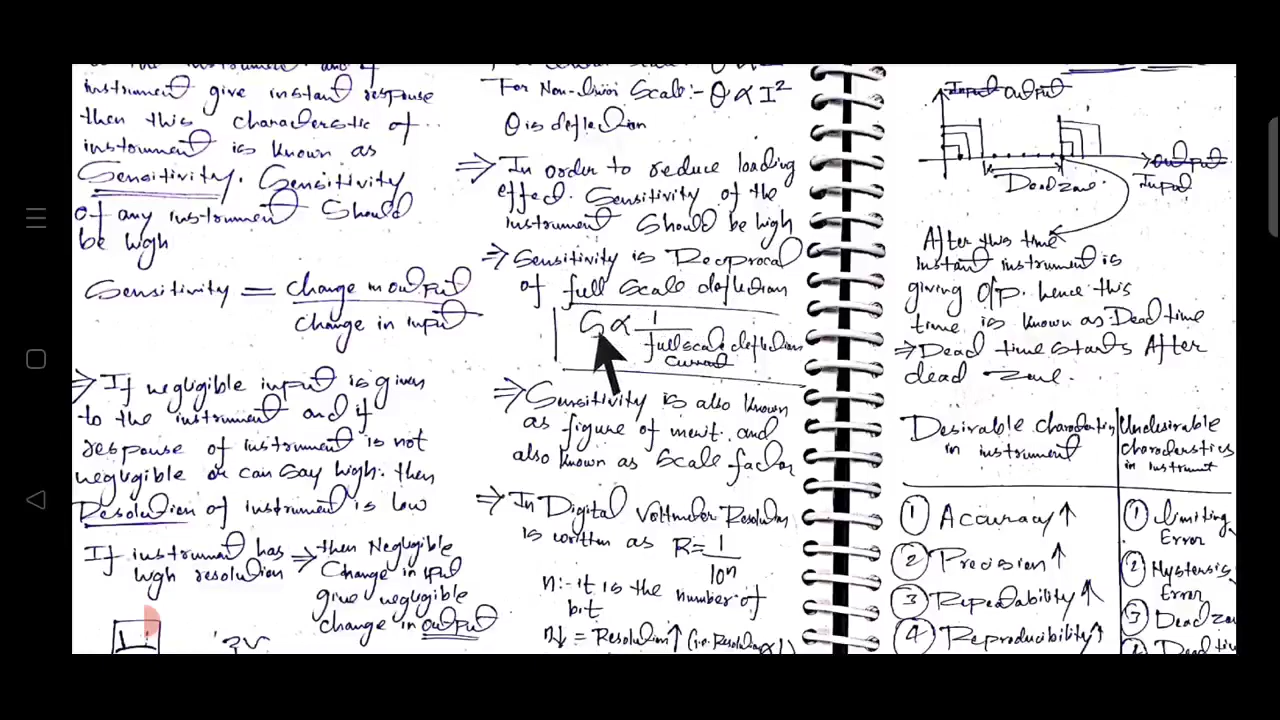 instrument give instant response
then this characterstic of
instrument is known as
Sensitivity. Sensitivity
of any instrument Should
be high
Sensitivity = change in output
change in input
⇒ If negligible input is given
to the instrument and if
response of instrument is not
negligible or can say high. then
Resolution of instrument is low
If instrument has
high resolution ⇒ then Negligible
Change in input
give negligible
change in output
For Non-linear Scale:- θ ∝ I²
θ is deflection
⇒ In order to reduce loading
effect. Sensitivity of the
instrument Should be high
⇒ Sensitivity is Reciprocal
of full Scale deflection
S ∝ 1
full scale deflection
Current
⇒ Sensitivity is also known
as figure of merit. and
also known as Scale factor
⇒ In Digital Voltmeter Resolution
is written as R = 1
10ⁿ
n:- it is the number of
bit
n↓ = Resolution↑
Input Output
output
Input
Dead zone.
After this time
Instant instrument is
giving O/P. hence this
time is known as Dead time
⇒ Dead time starts After
dead zone.
Desirable
in instrument
Undesirable
in instrument
① Accuracy ↑
② Precision ↑
③ Repeatability ↑
④ Reproducibility ↑
① limiting
Error
②
Error
③ Dead
Dead